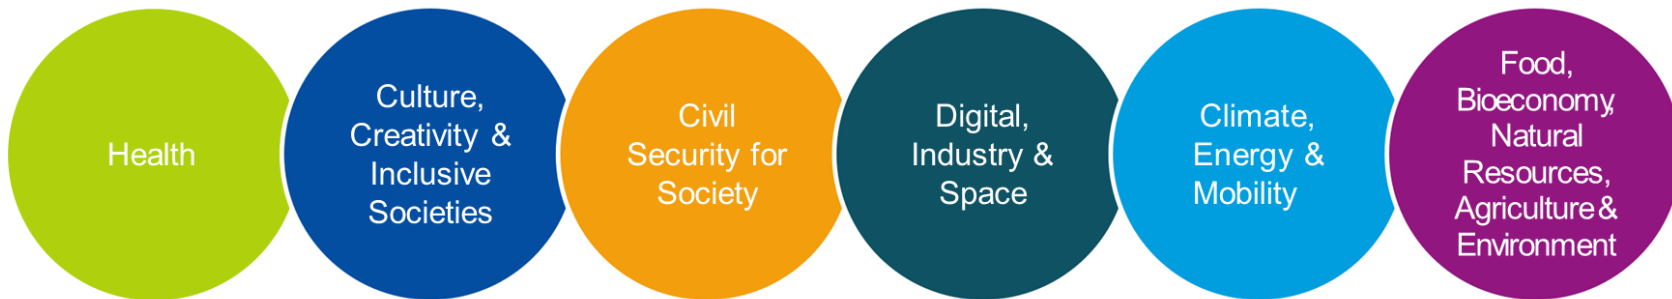 Health
Culture,
Creativity &
Inclusive
Societies
Civil
Security for
Society
Digital,
Industry &
Space
Climate,
Energy &
Mobility
Food,
Bioeconomy,
Natural
Resources,
Agriculture &
Environment